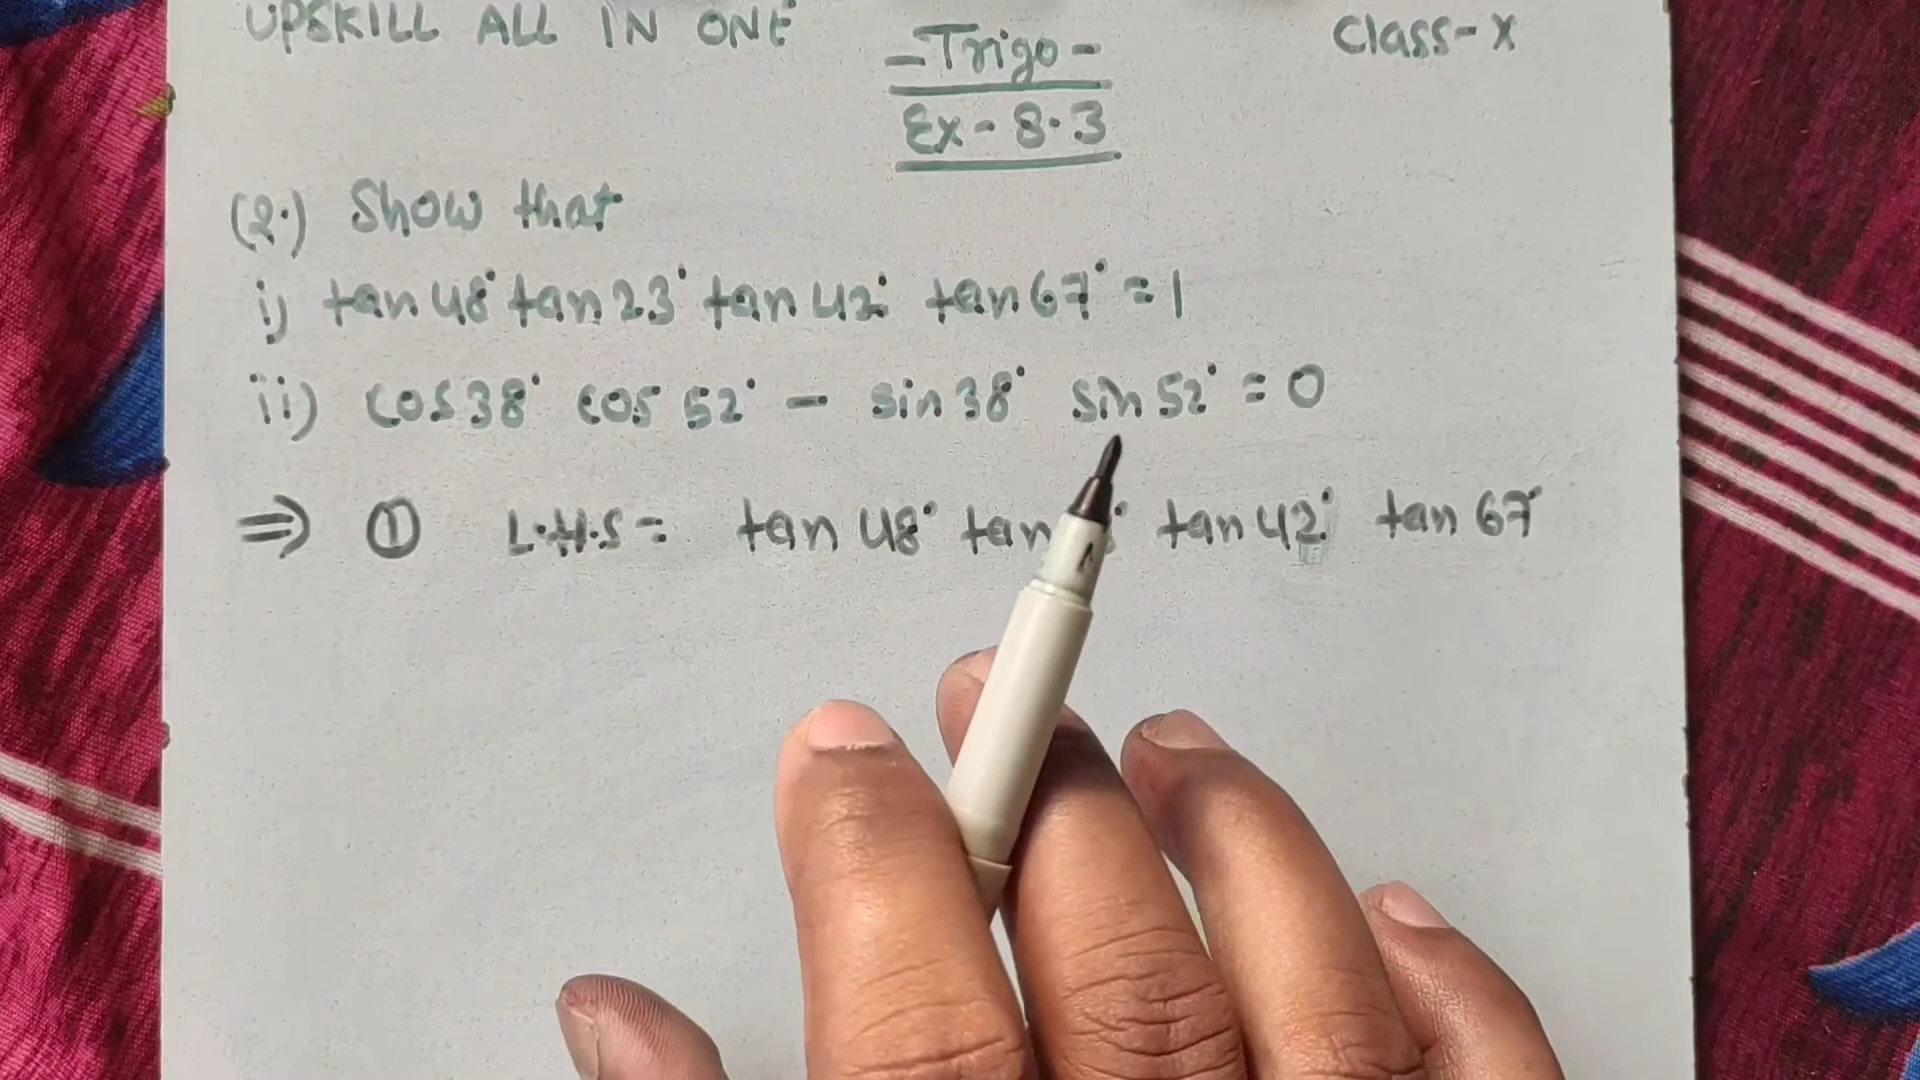 UPSKILL ALL IN ONE
Class-X
-Trigo-
Ex-8.3
(2.) Show that
i) tan 48° tan 23° tan 42° tan 67° = 1
ii) cos 38° cos 52° - sin 38° sin 52° = 0
⇒ ① L.H.S = tan 48° tan ° tan 42° tan 67°